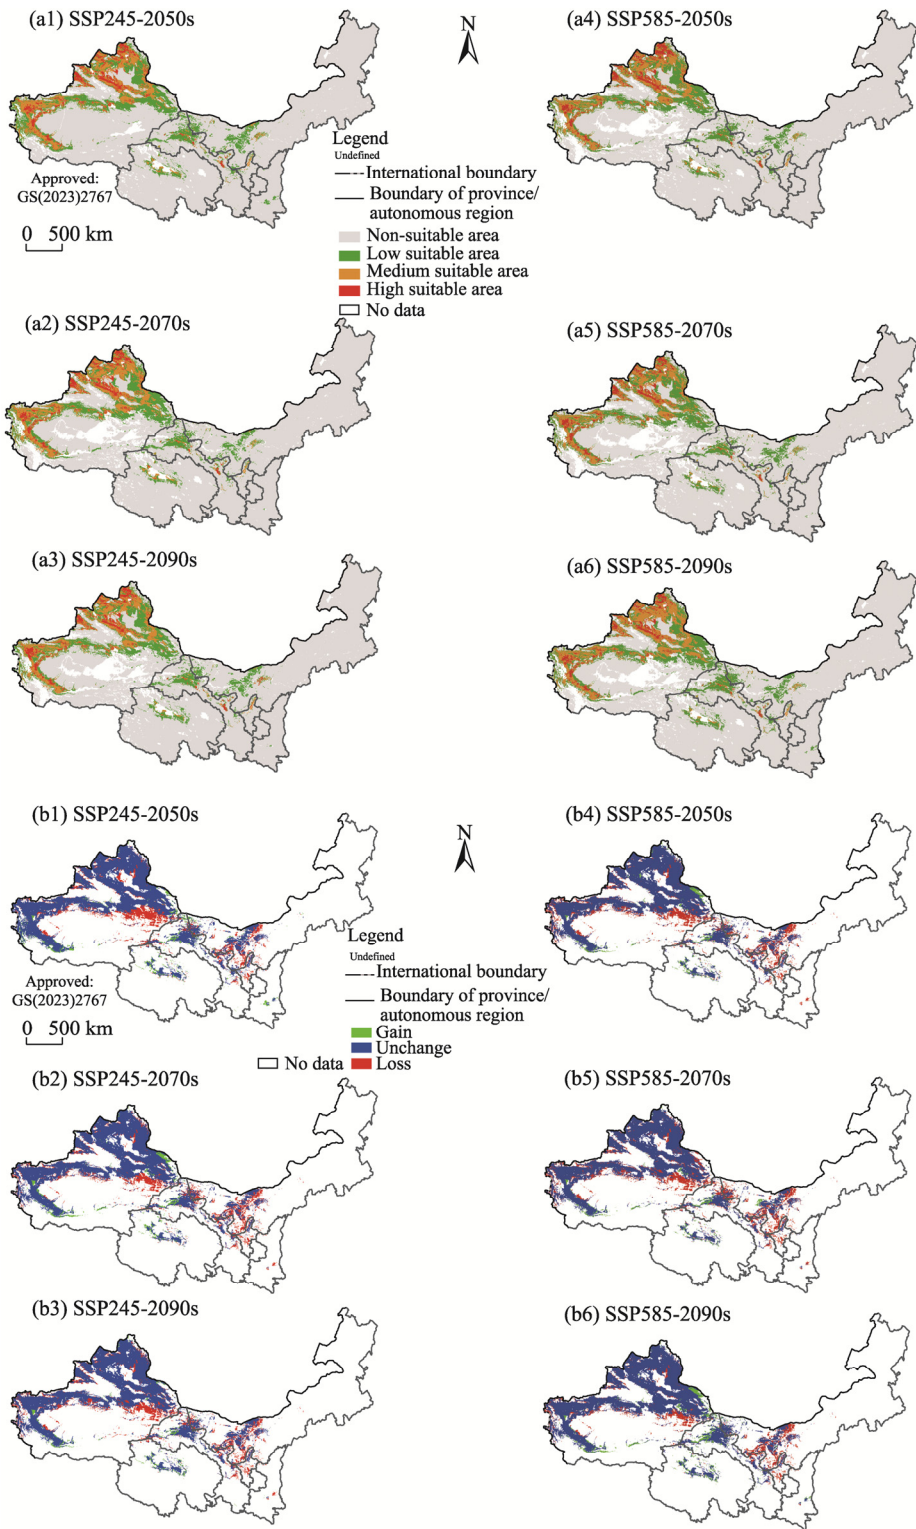 (a1) SSP245-2050s
(a4) SSP585-2050s
N
Legend
Undefined
International boundary
Boundary of province/
autonomous region
Non-suitable area
Low suitable area
Medium suitable area
High suitable area
No data
Approved:
GS(2023)2767
0 500 km
(a2) SSP245-2070s
(a5) SSP585-2070s
(a3) SSP245-2090s
(a6) SSP585-2090s
(b1) SSP245-2050s
(b4) SSP585-2050s
N
Legend
Undefined
International boundary
Boundary of province/
autonomous region
Gain
Unchange
No data
Loss
Approved:
GS(2023)2767
0 500 km
(b2) SSP245-2070s
(b5) SSP585-2070s
(b3) SSP245-2090s
(b6) SSP585-2090s